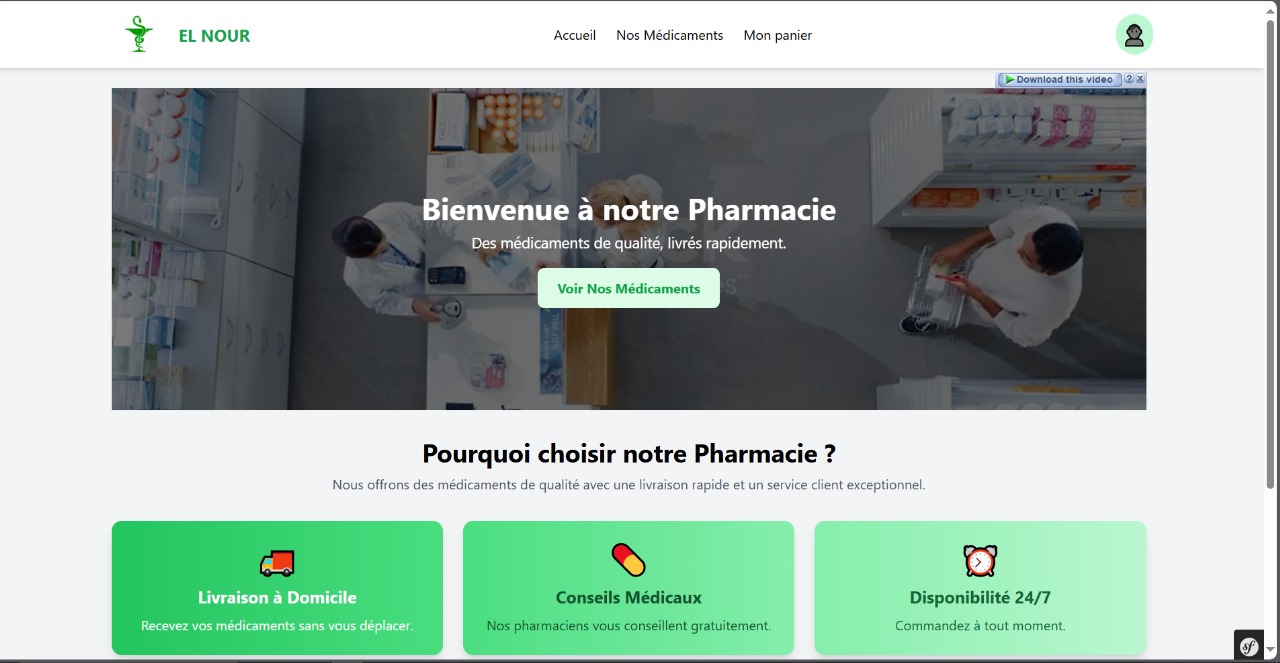 EL NOUR
Accueil Nos Médicaments Mon panier
Download this video ? X
Bienvenue à notre Pharmacie
Des médicaments de qualité, livrés rapidement.
Voir Nos Médicaments
Pourquoi choisir notre Pharmacie ?
Nous offrons des médicaments de qualité avec une livraison rapide et un service client exceptionnel.
Livraison à Domicile
Recevez vos médicaments sans vous déplacer.
Conseils Médicaux
Nos pharmaciens vous conseillent gratuitement.
Disponibilité 24/7
Commandez à tout moment.
sf